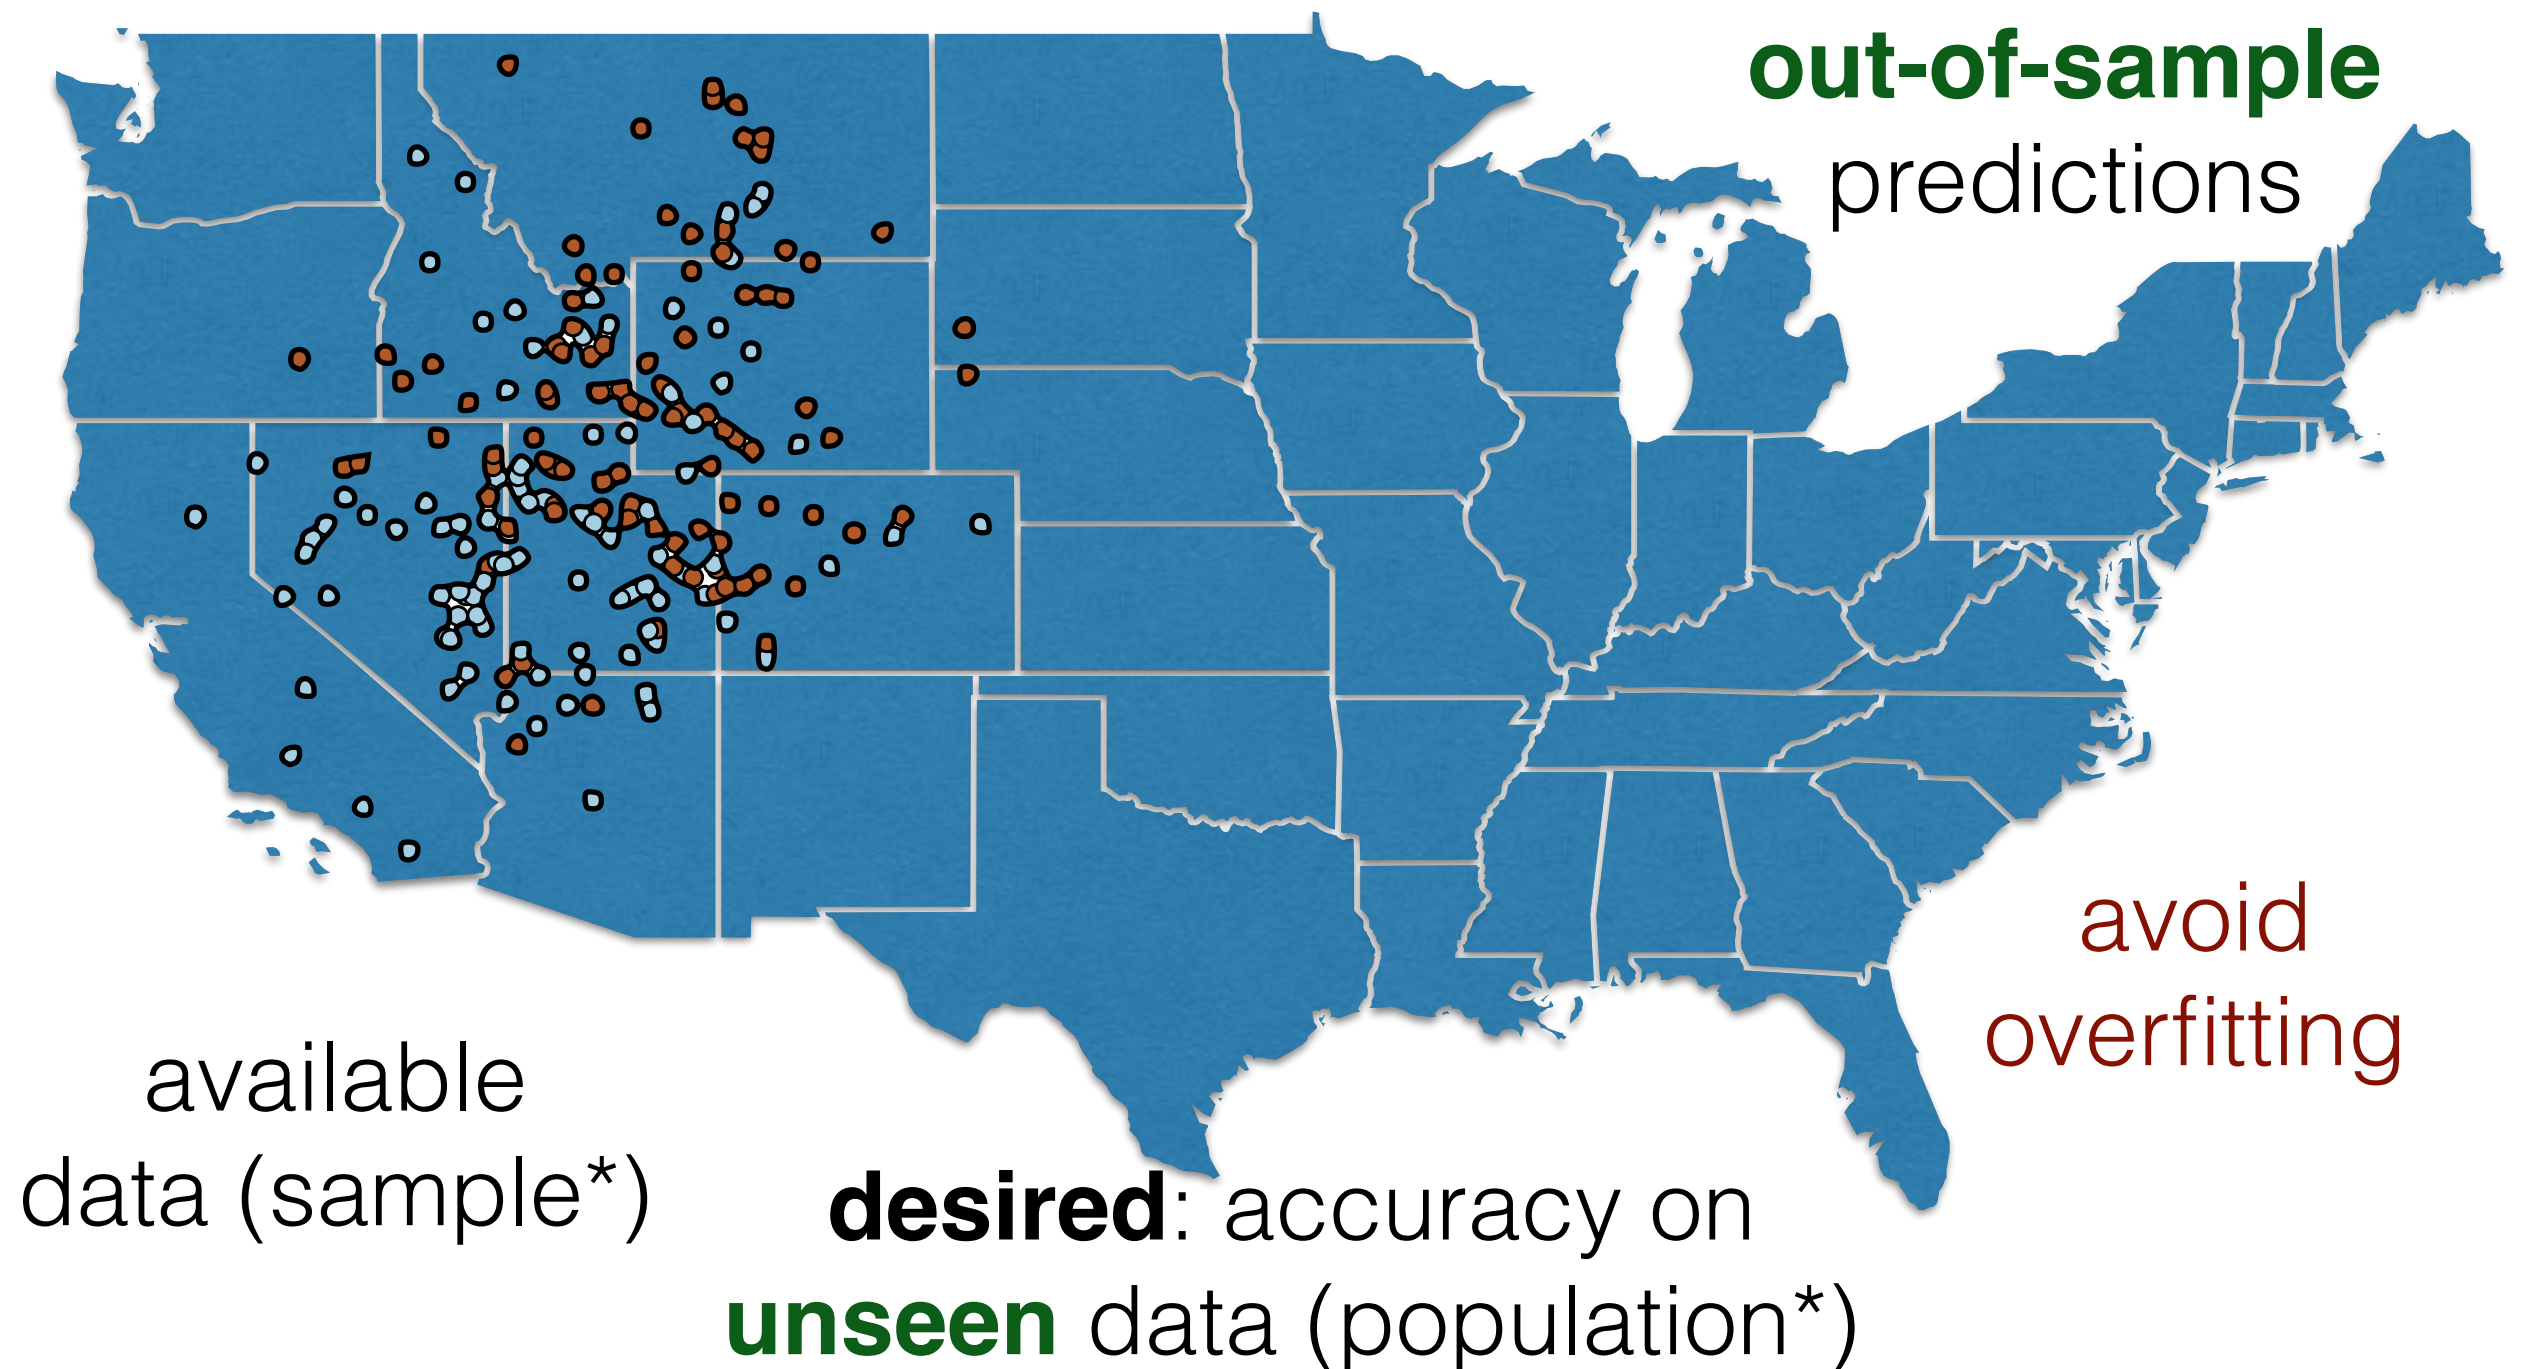 out-of-sample
predictions
avoid
overfitting
available
data (sample*)
desired: accuracy on
unseen data (population*)